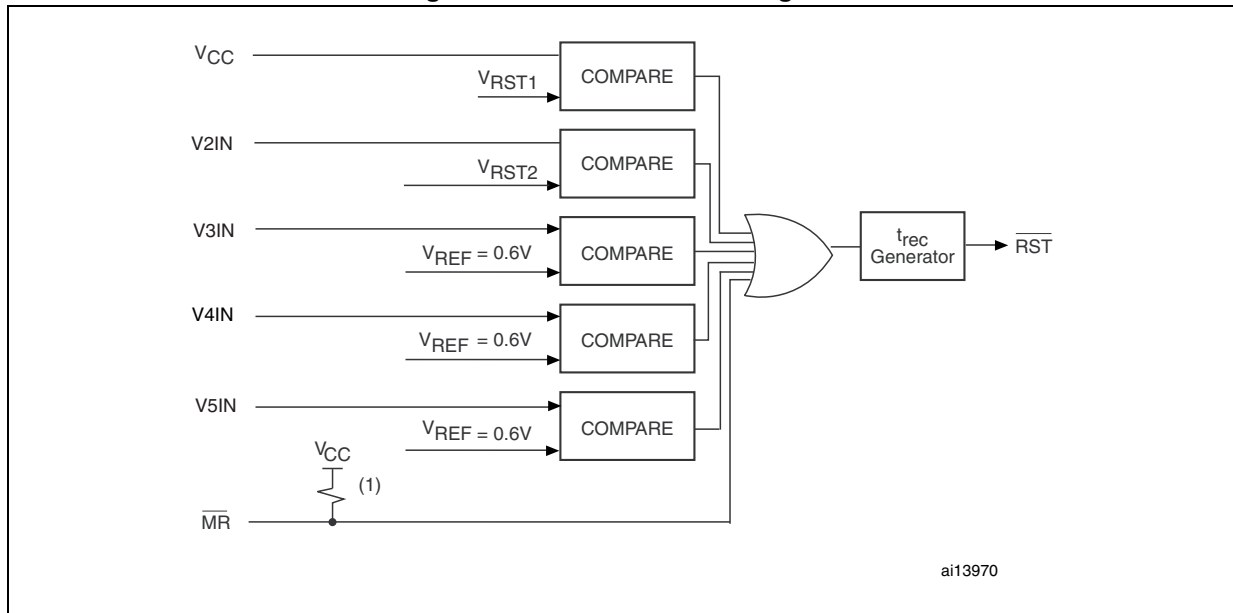 VCC
COMPARE
VRST1
V2IN
COMPARE
VRST2
V3IN
VREF = 0.6V
COMPARE
trec
Generator
RST
V4IN
VREF = 0.6V
COMPARE
V5IN
VREF = 0.6V
COMPARE
VCC
(1)
MR
ai13970